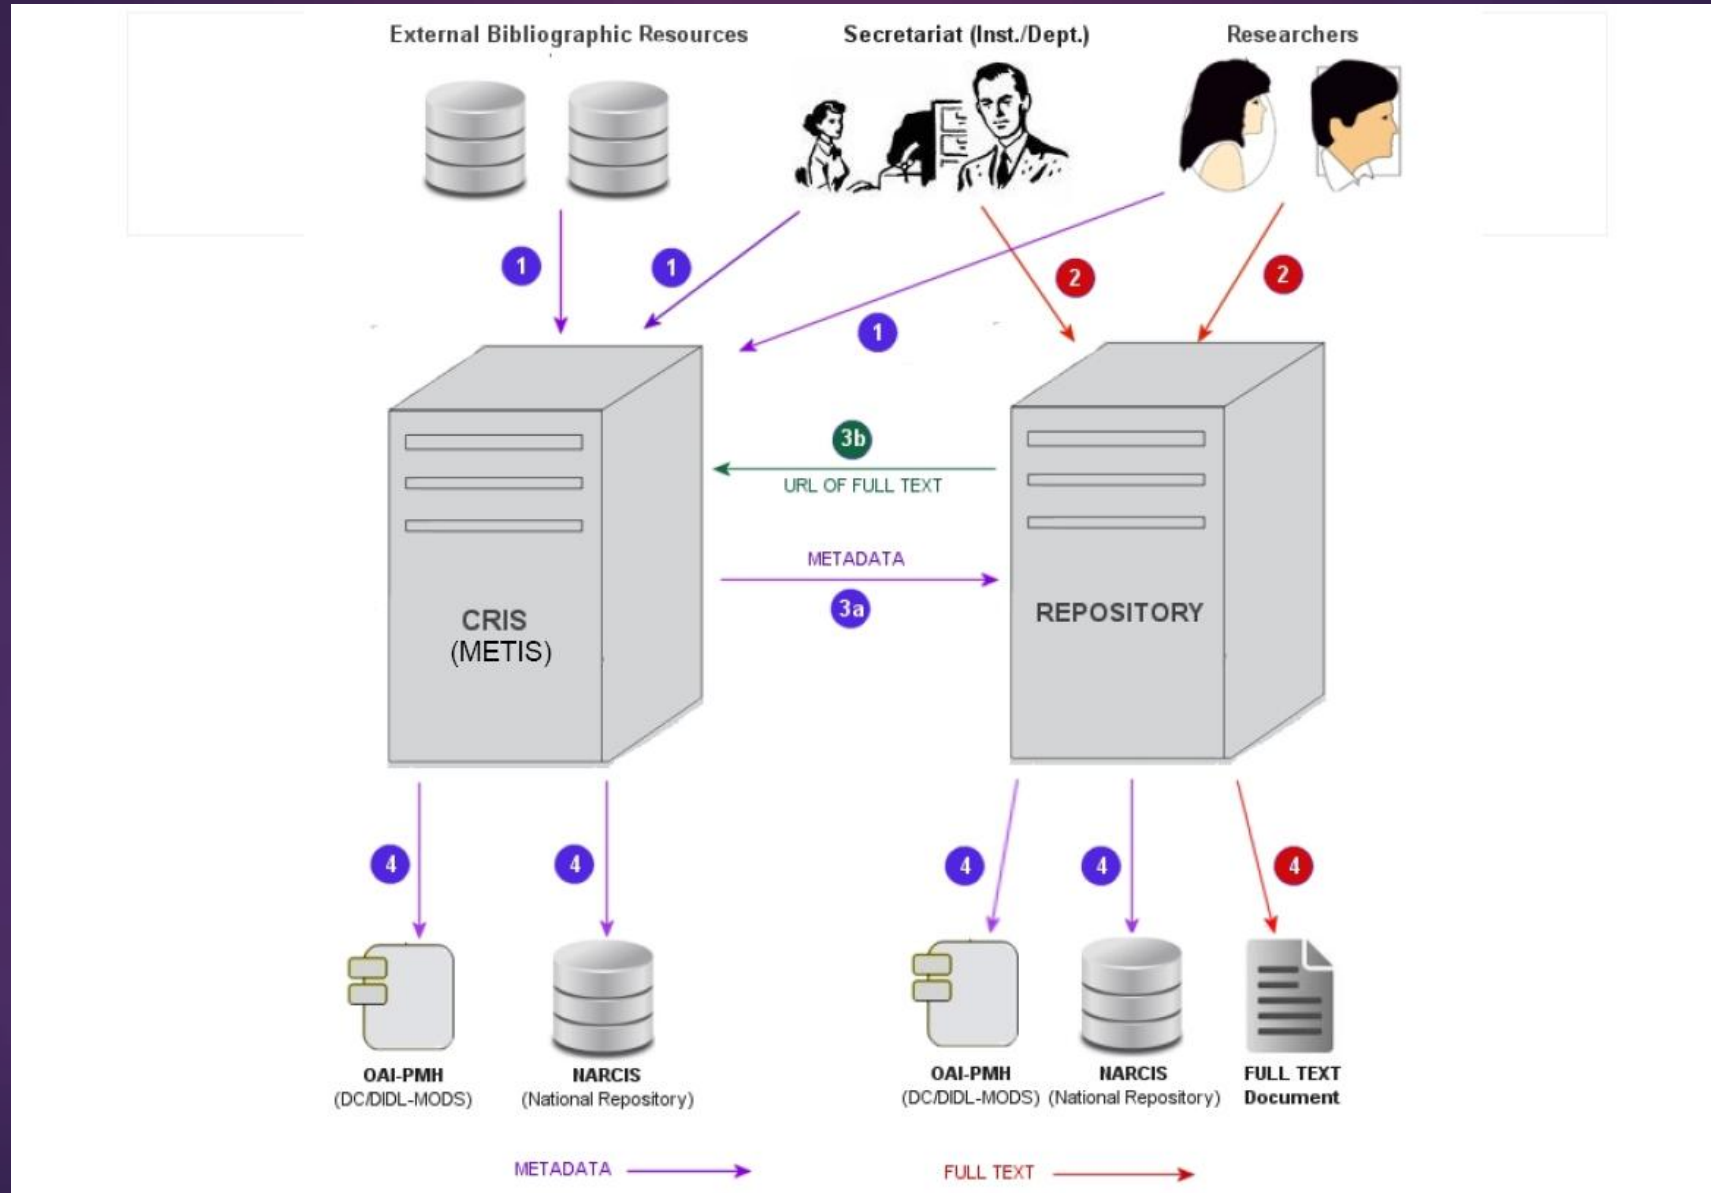 External Bibliographic Resources
Secretariat (Inst./Dept.)
Researchers
1
1
2
2
1
3b
URL OF FULL TEXT
METADATA
3a
CRIS
(METIS)
REPOSITORY
4
4
4
4
4
OAI-PMH
(DC/DIDL-MODS)
NARCIS
(National Repository)
OAI-PMH
(DC/DIDL-MODS)
NARCIS
(National Repository)
FULL TEXT
Document
METADATA
FULL TEXT